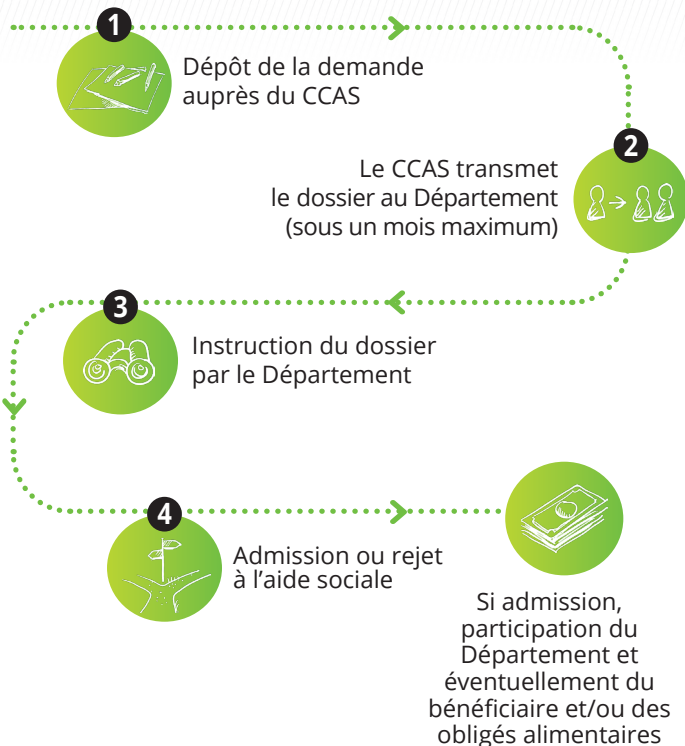 1
Dépôt de la demande
auprès du CCAS
2
Le CCAS transmet
le dossier au Département
(sous un mois maximum)
3
Instruction du dossier
par le Département
4
Admission ou rejet
à l’aide sociale
Si admission,
participation du
Département et
éventuellement du
bénéficiaire et/ou des
obligés alimentaires